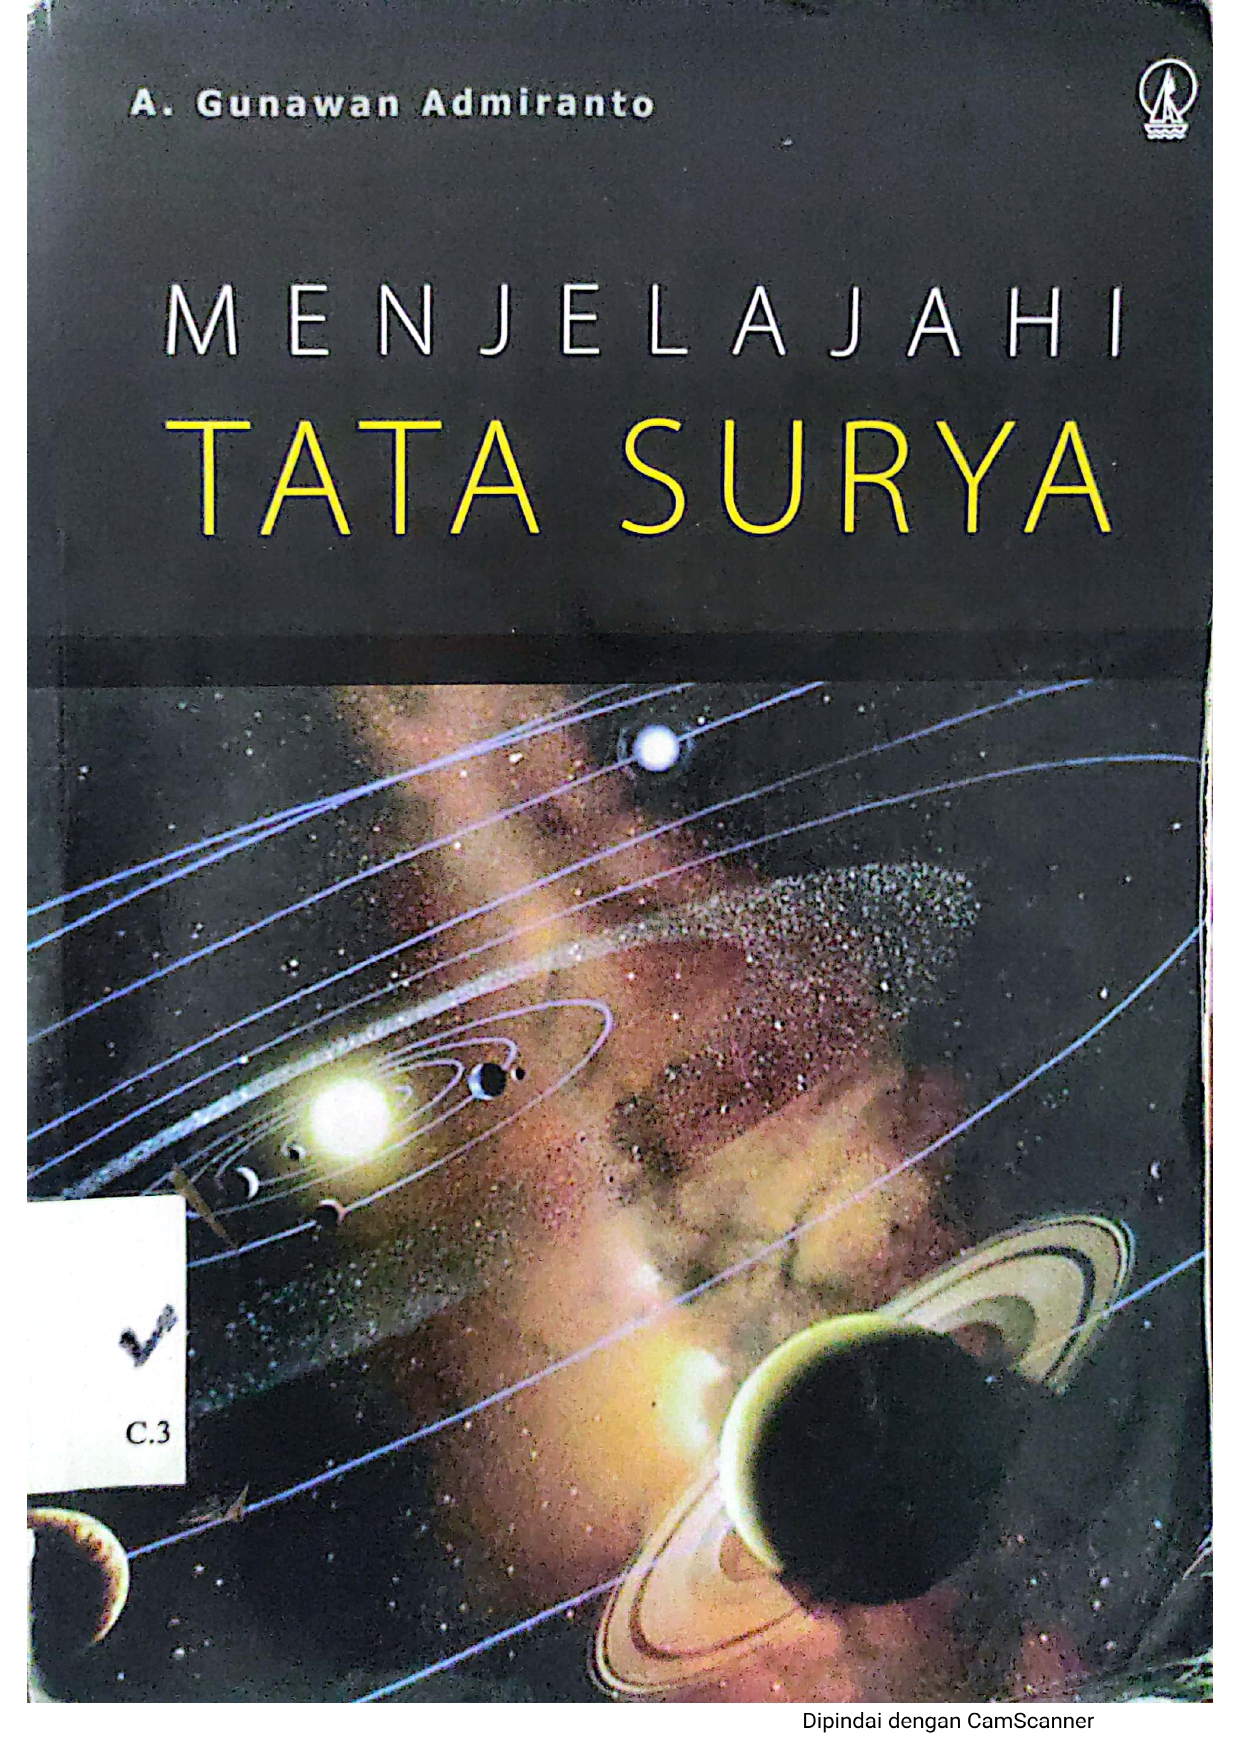 A. Gunawan Admiranto
MENJELAJAHI
TATA SURYA
C.3
Dipindai dengan CamScanner